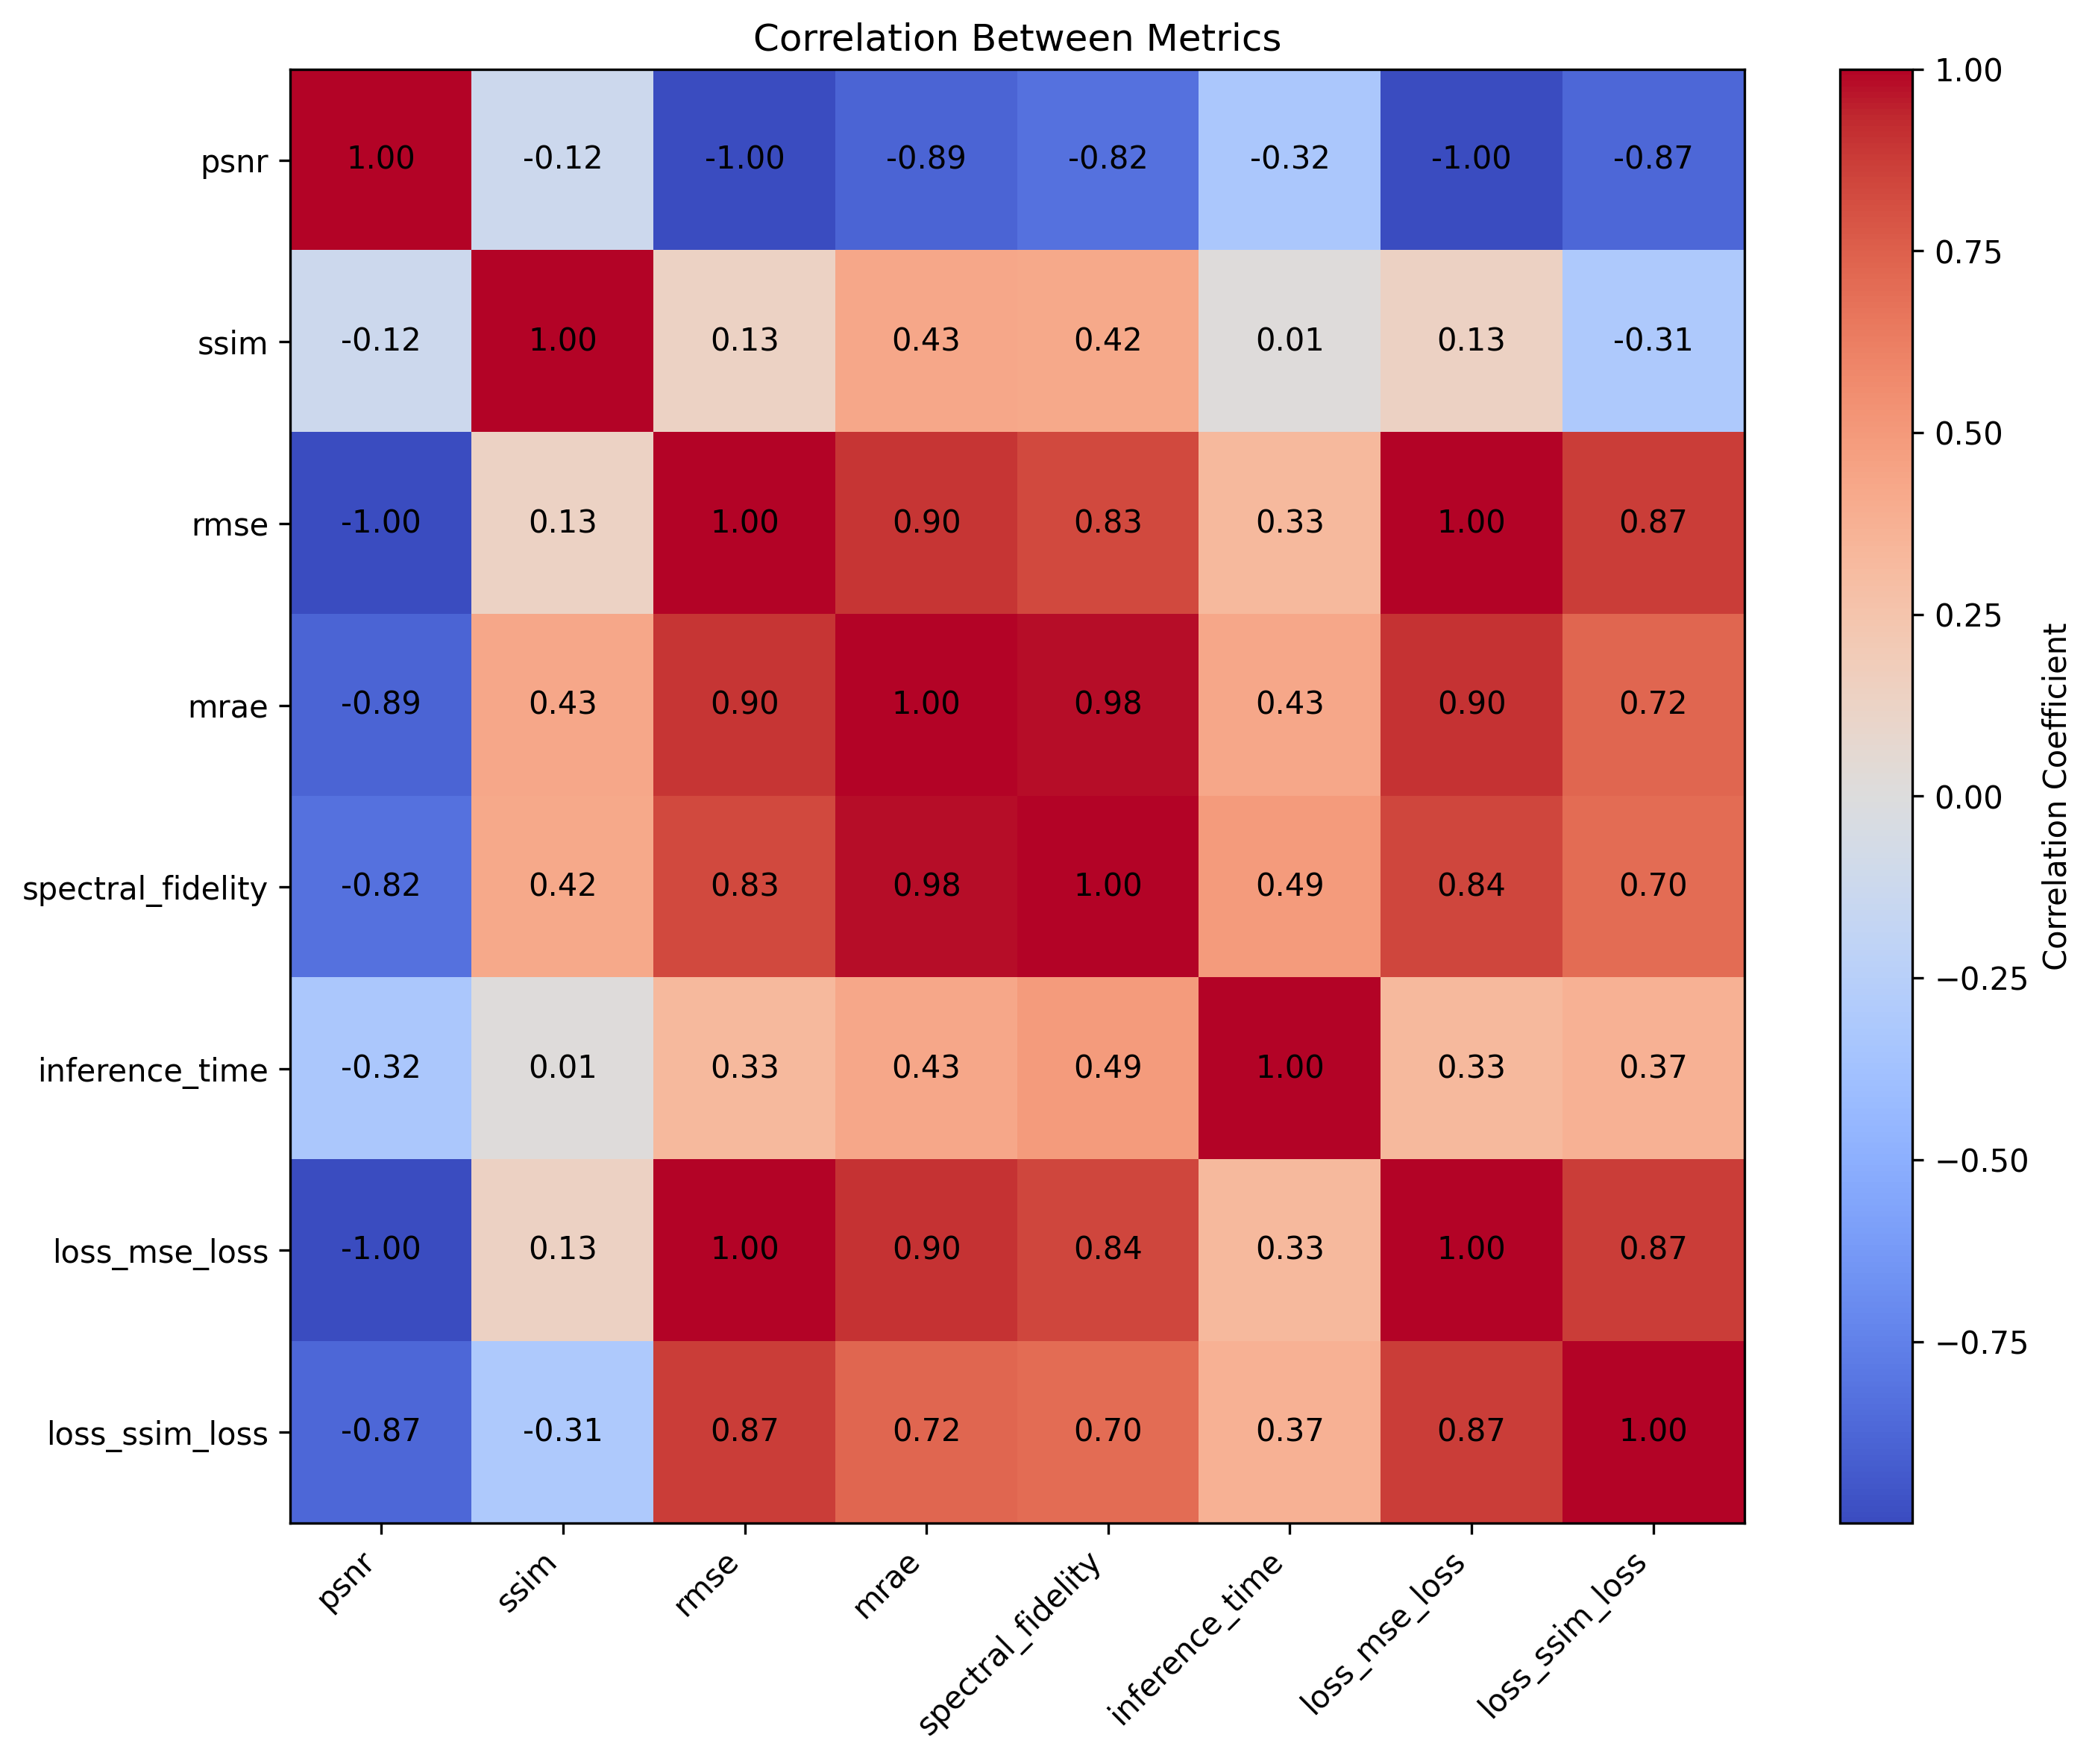 Correlation Between Metrics
psnr 1.00 -0.12 -1.00 -0.89 -0.82 -0.32 -1.00 -0.87
ssim -0.12 1.00 0.13 0.43 0.42 0.01 0.13 -0.31
rmse -1.00 0.13 1.00 0.90 0.83 0.33 1.00 0.87
mrae -0.89 0.43 0.90 1.00 0.98 0.43 0.90 0.72
spectral_fidelity -0.82 0.42 0.83 0.98 1.00 0.49 0.84 0.70
inference_time -0.32 0.01 0.33 0.43 0.49 1.00 0.33 0.37
loss_mse_loss -1.00 0.13 1.00 0.90 0.84 0.33 1.00 0.87
loss_ssim_loss -0.87 -0.31 0.87 0.72 0.70 0.37 0.87 1.00
psnr ssim rmse mrae spectral_fidelity inference_time loss_mse_loss loss_ssim_loss
1.00
0.75
0.50
0.25
0.00
−0.25
−0.50
−0.75
Correlation Coefficient